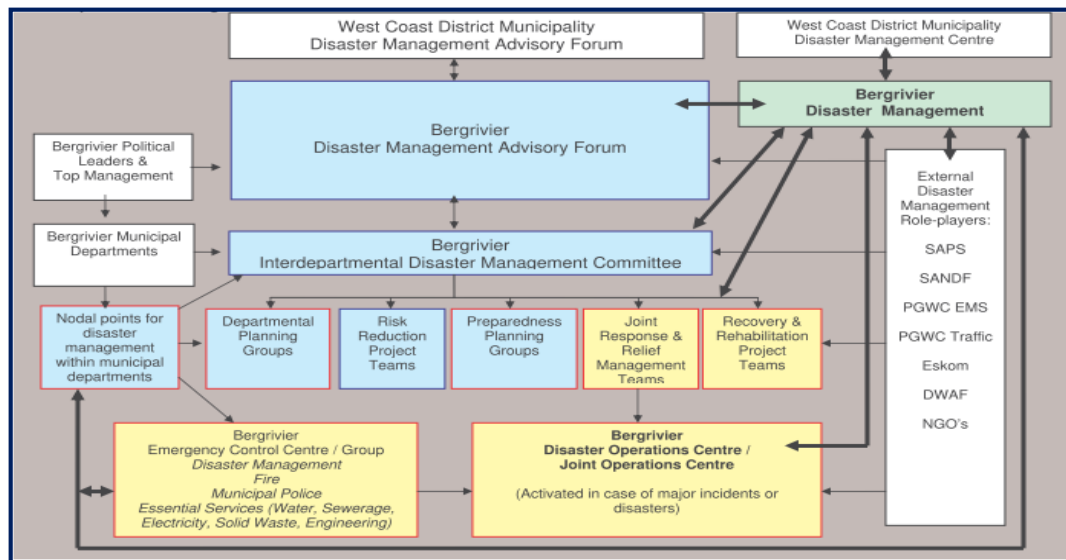 West Coast District Municipality
Disaster Management Advisory Forum
West Coast District Municipality
Disaster Management Centre
Bergrivier
Disaster Management
Bergrivier
Disaster Management Advisory Forum
Bergrivier Political
Leaders &
Top Management
External
Disaster
Management
Role-players:
SAPS
SANDF
PGWC EMS
PGWC Traffic
Eskom
DWAF
NGO's
Bergrivier Municipal
Departments
Bergrivier
Interdepartmental Disaster Management Committee
Nodal points for
disaster
management
within municipal
departments
Departmental
Planning
Groups
Risk
Reduction
Project
Teams
Preparedness
Planning
Groups
Joint
Response &
Relief
Management
Teams
Recovery &
Rehabilitation
Project
Teams
Bergrivier
Emergency Control Centre / Group
Disaster Management
Fire
Municipal Police
Essential Services (Water, Sewerage,
Electricity, Solid Waste, Engineering)
Bergrivier
Disaster Operations Centre /
Joint Operations Centre
(Activated in case of major incidents or
disasters)